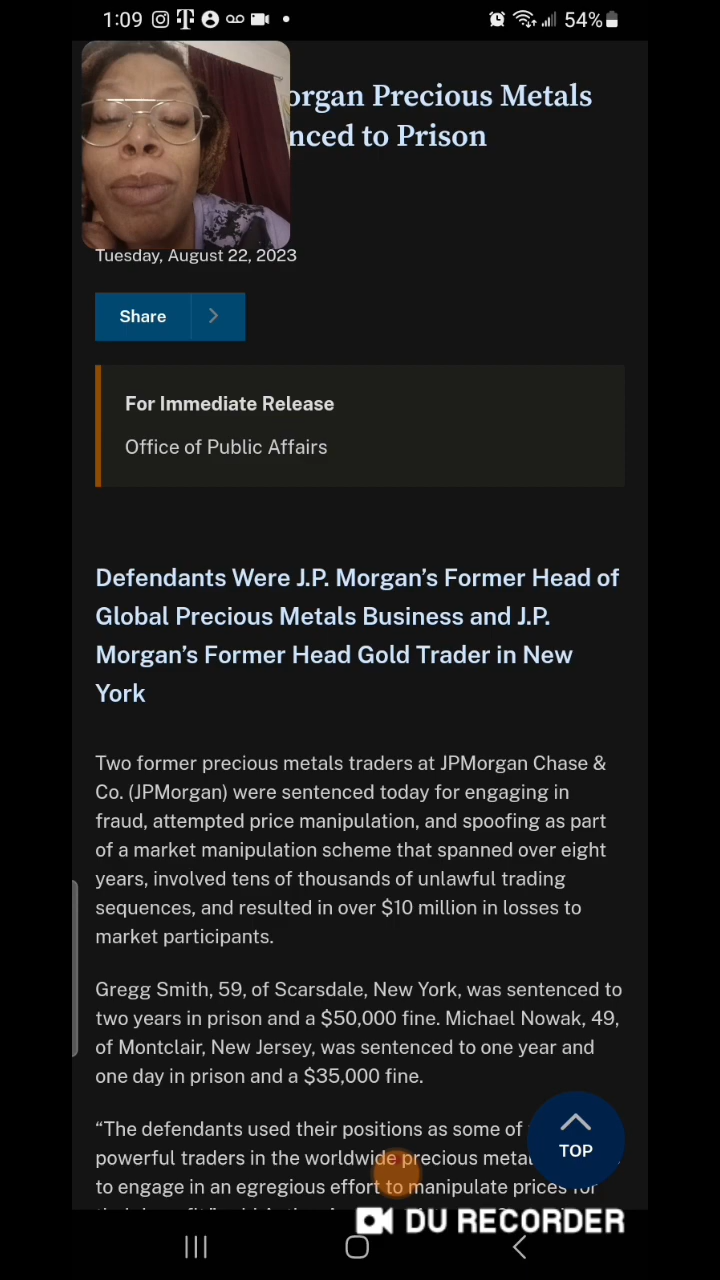 1:09 54%
organ Precious Metals
nced to Prison
Tuesday, August 22, 2023
Share
For Immediate Release
Office of Public Affairs
Defendants Were J.P. Morgan’s Former Head of
Global Precious Metals Business and J.P.
Morgan’s Former Head Gold Trader in New
York
Two former precious metals traders at JPMorgan Chase &
Co. (JPMorgan) were sentenced today for engaging in
fraud, attempted price manipulation, and spoofing as part
of a market manipulation scheme that spanned over eight
years, involved tens of thousands of unlawful trading
sequences, and resulted in over $10 million in losses to
market participants.
Gregg Smith, 59, of Scarsdale, New York, was sentenced to
two years in prison and a $50,000 fine. Michael Nowak, 49,
of Montclair, New Jersey, was sentenced to one year and
one day in prison and a $35,000 fine.
“The defendants used their positions as some of
powerful traders in the worldwide precious
to engage in an egregious effort to manipulate prices for
TOP
DU RECORDER